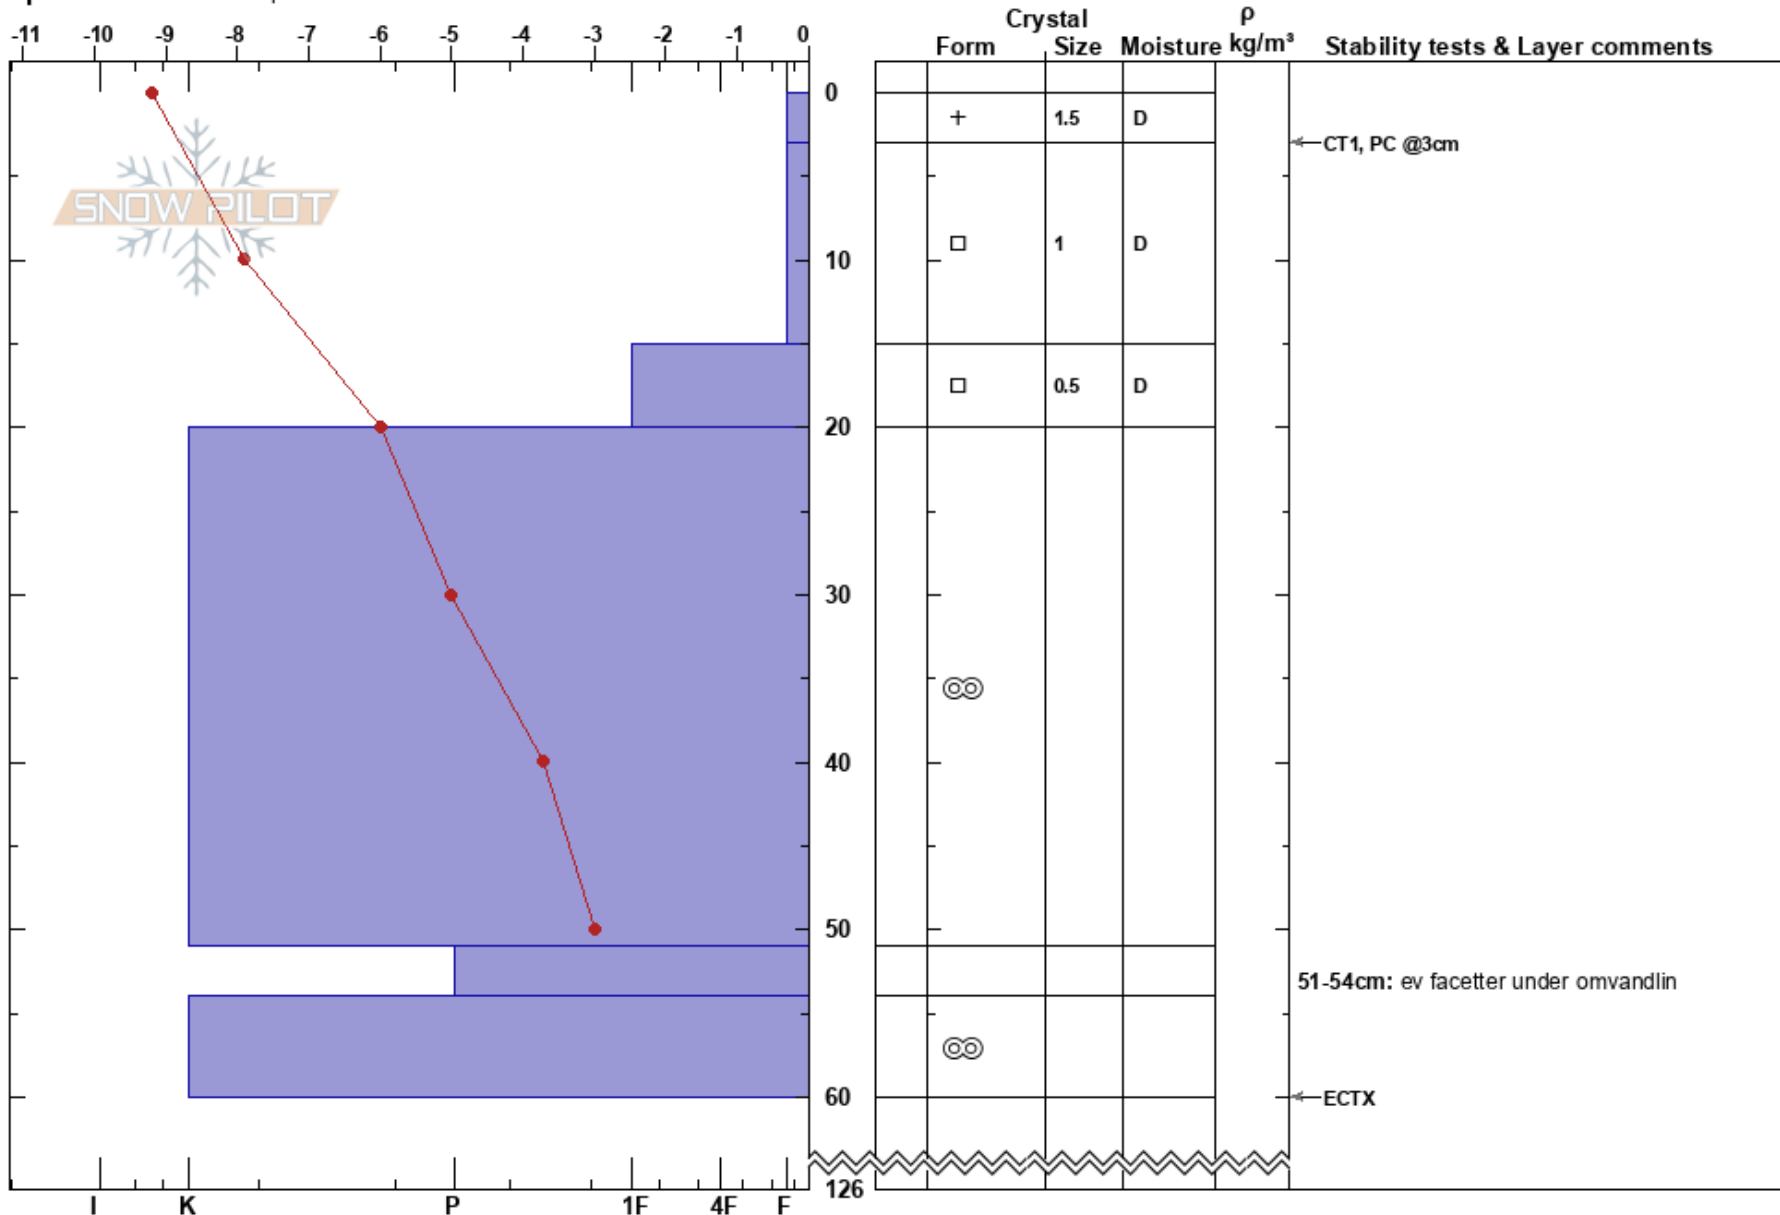 Crystal ρ
-11 -10 -9 -8 -7 -6 -5 -4 -3 -2 -1 0 Form Size Moisture kg/m³ Stability tests & Layer comments
0
+ 1.5 D
CT1, PC @3cm
SNOW PILOT
1 D
10
0.5 D
20
30
40
50
51-54cm: ev facetter under omvandlin
60 ECTX
126
I K P 1F 4F F